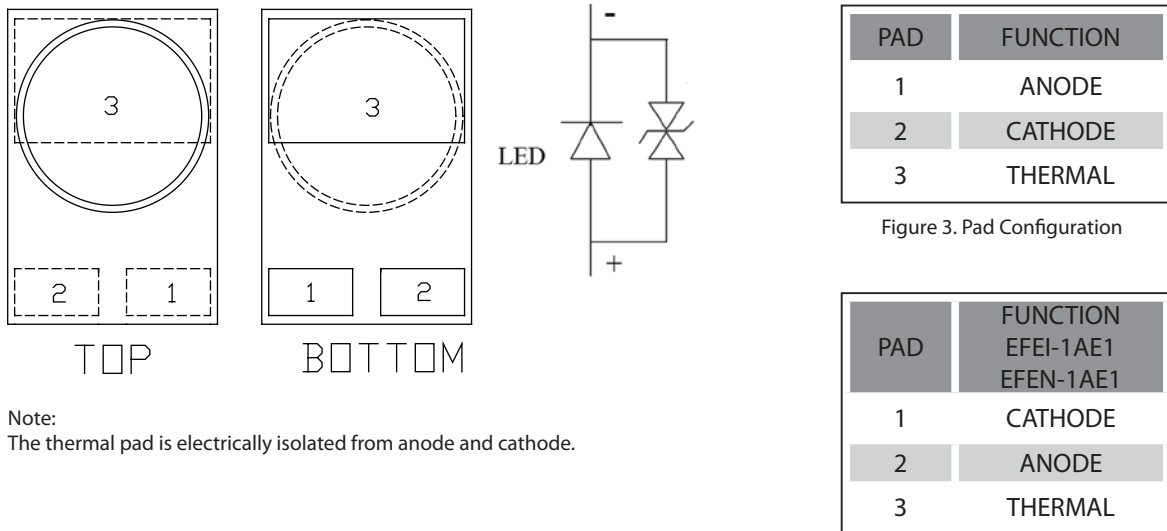 3
2 1
TOP
3
1 2
BOTTOM
-
LED
+
Note:
The thermal pad is electrically isolated from anode and cathode.
PAD FUNCTION
1 ANODE
2 CATHODE
3 THERMAL
Figure 3. Pad Configuration
PAD FUNCTION
EFEI-1AE1
EFEN-1AE1
1 CATHODE
2 ANODE
3 THERMAL